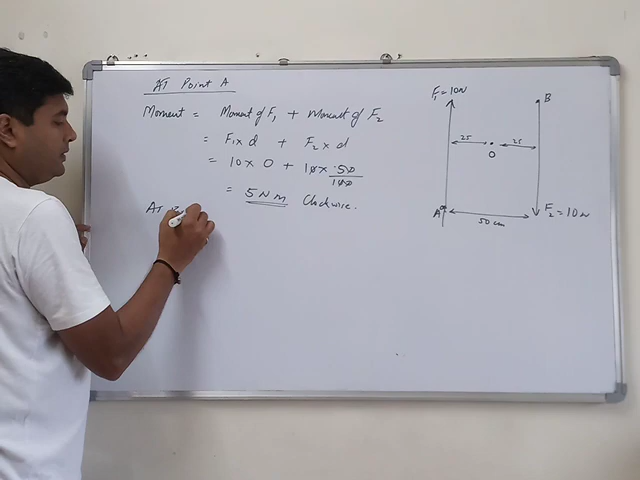 AT Point A
Moment = Moment of F₁ + Moment of F₂
= F₁ x d + F₂ x d
= 10 x 0 + 10 x 50/100
= 5 N m Clockwise.
AT
F₁ = 10N
B
25 25
O
A
F₂ = 10N
50 cm